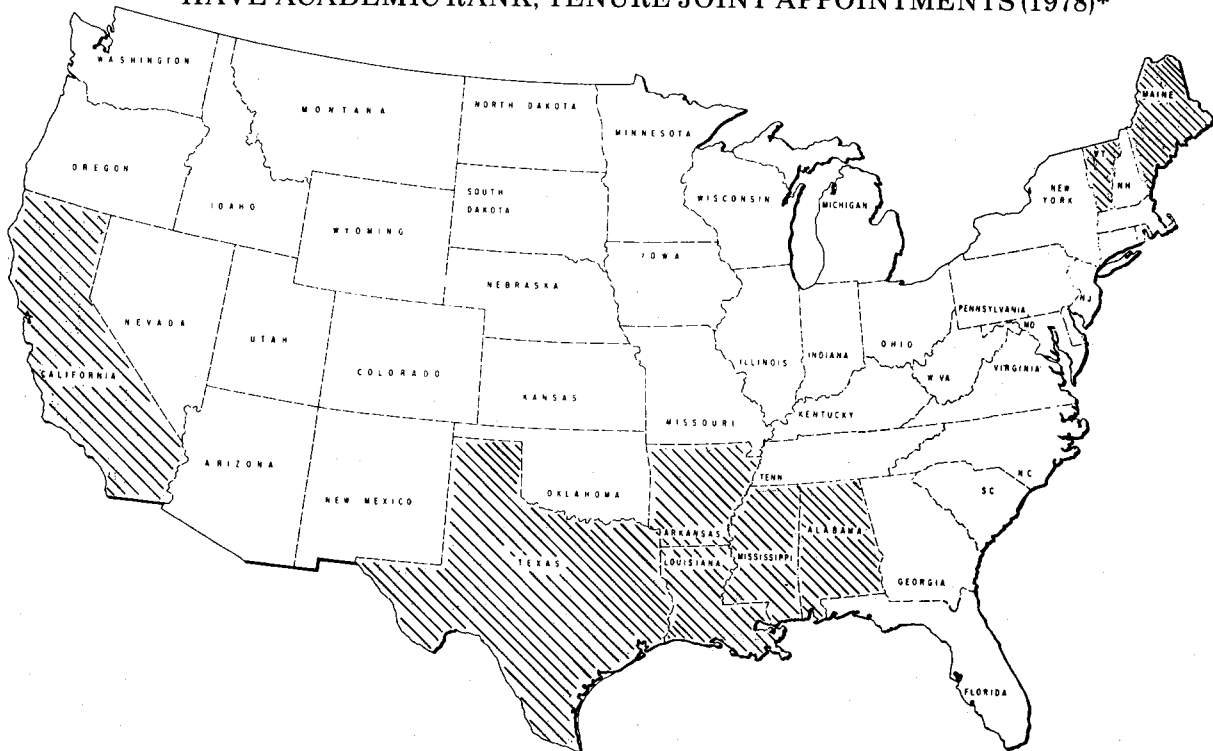 HAVE ACADEMIC RANK, TENURE JOINT APPOINTMENTS (1978)*
WASHINGTON
MONTANA
NORTH DAKOTA
MINNESOTA
MAINE
OREGON
IDAHO
SOUTH
DAKOTA
WISCONSIN
MICHIGAN
VT
NH
NEW
YORK
WYOMING
IOWA
NEBRASKA
PENNSYLVANIA
NJ
NEVADA
UTAH
COLORADO
KANSAS
ILLINOIS
INDIANA
OHIO
MD
W VA
VIRGINIA
CALIFORNIA
MISSOURI
KENTUCKY
ARIZONA
NEW MEXICO
OKLAHOMA
TENN
NC
SC
ARKANSAS
ALABAMA
TEXAS
LOUISIANA
MISSISSIPPI
GEORGIA
FLORIDA